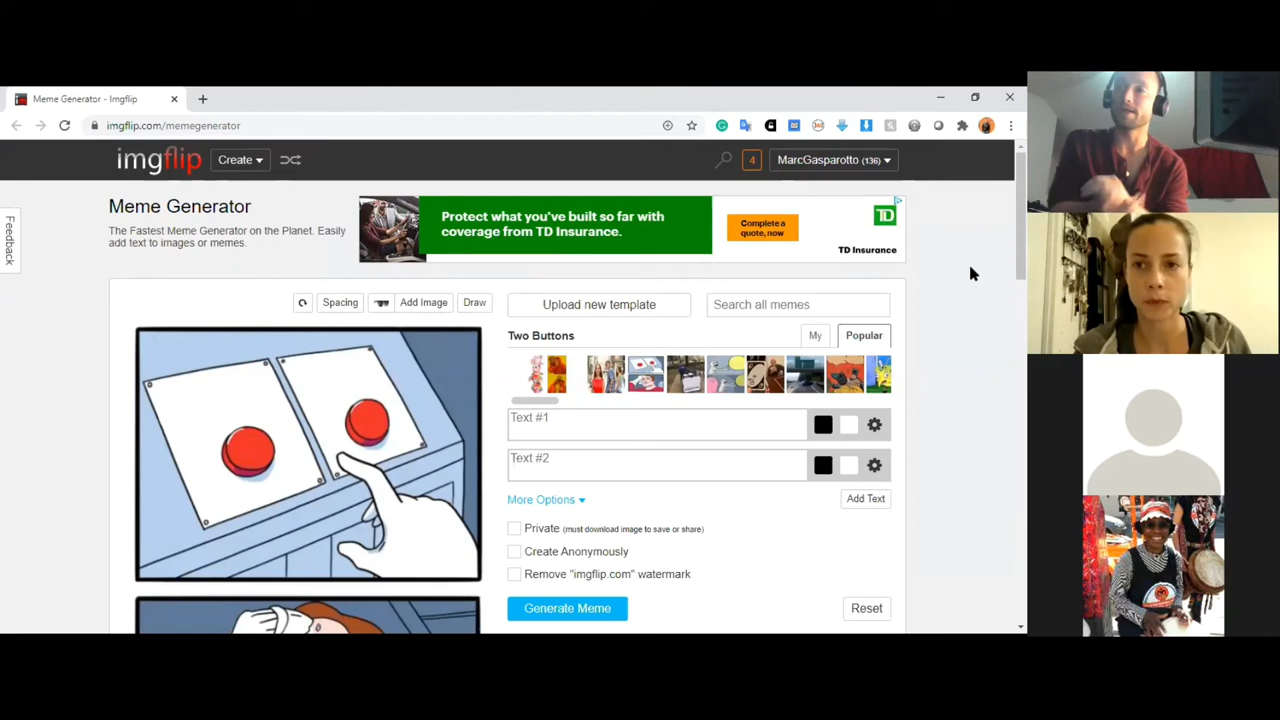 Meme Generator - Imgflip
imgflip.com/memegenerator
imgflip
Create
4
MarcGasparotto (136)
Feedback
Meme Generator
The Fastest Meme Generator on the Planet. Easily
add text to images or memes.
Protect what you've built so far with
coverage from TD Insurance.
Complete a
quote, now
TD
TD Insurance
Spacing
Add Image
Draw
Upload new template
Search all memes
Two Buttons
My
Popular
Text #1
Text #2
More Options
Add Text
Private (must download image to save or share)
Create Anonymously
Remove "imgflip.com" watermark
Generate Meme
Reset